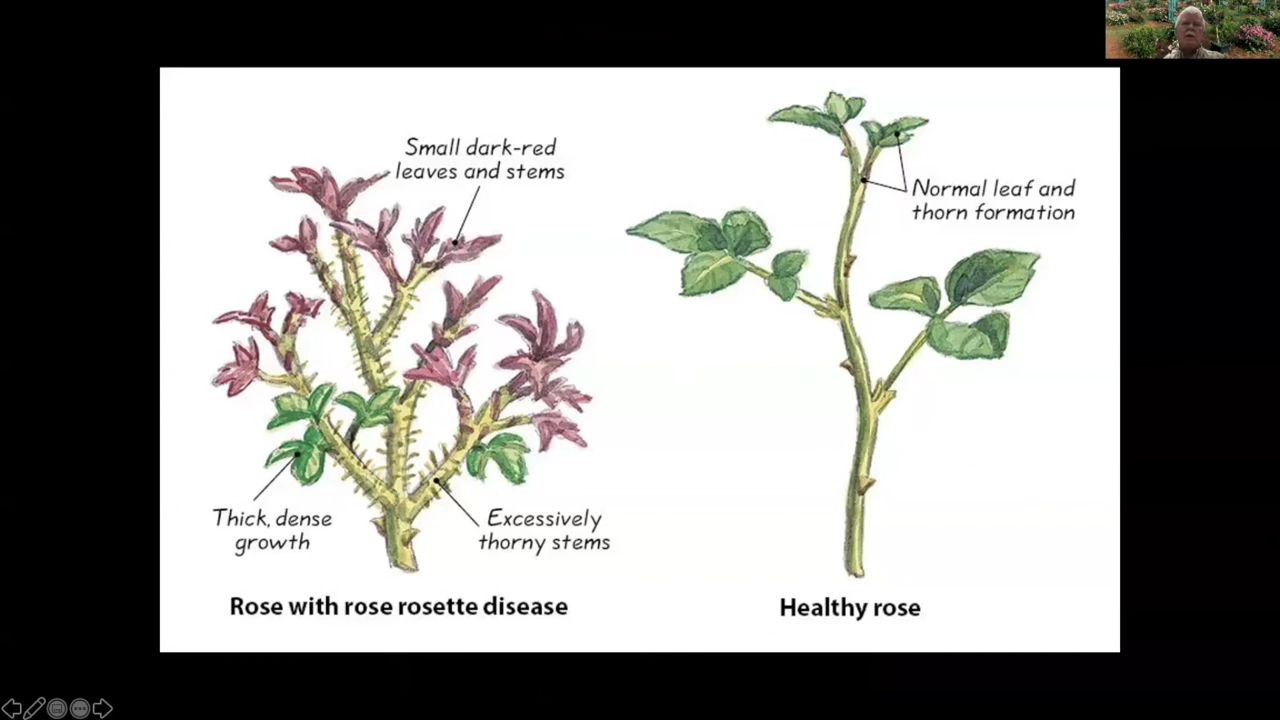 Small dark-red
leaves and stems
Thick, dense
growth
Excessively
thorny stems
Rose with rose rosette disease
Normal leaf and
thorn formation
Healthy rose